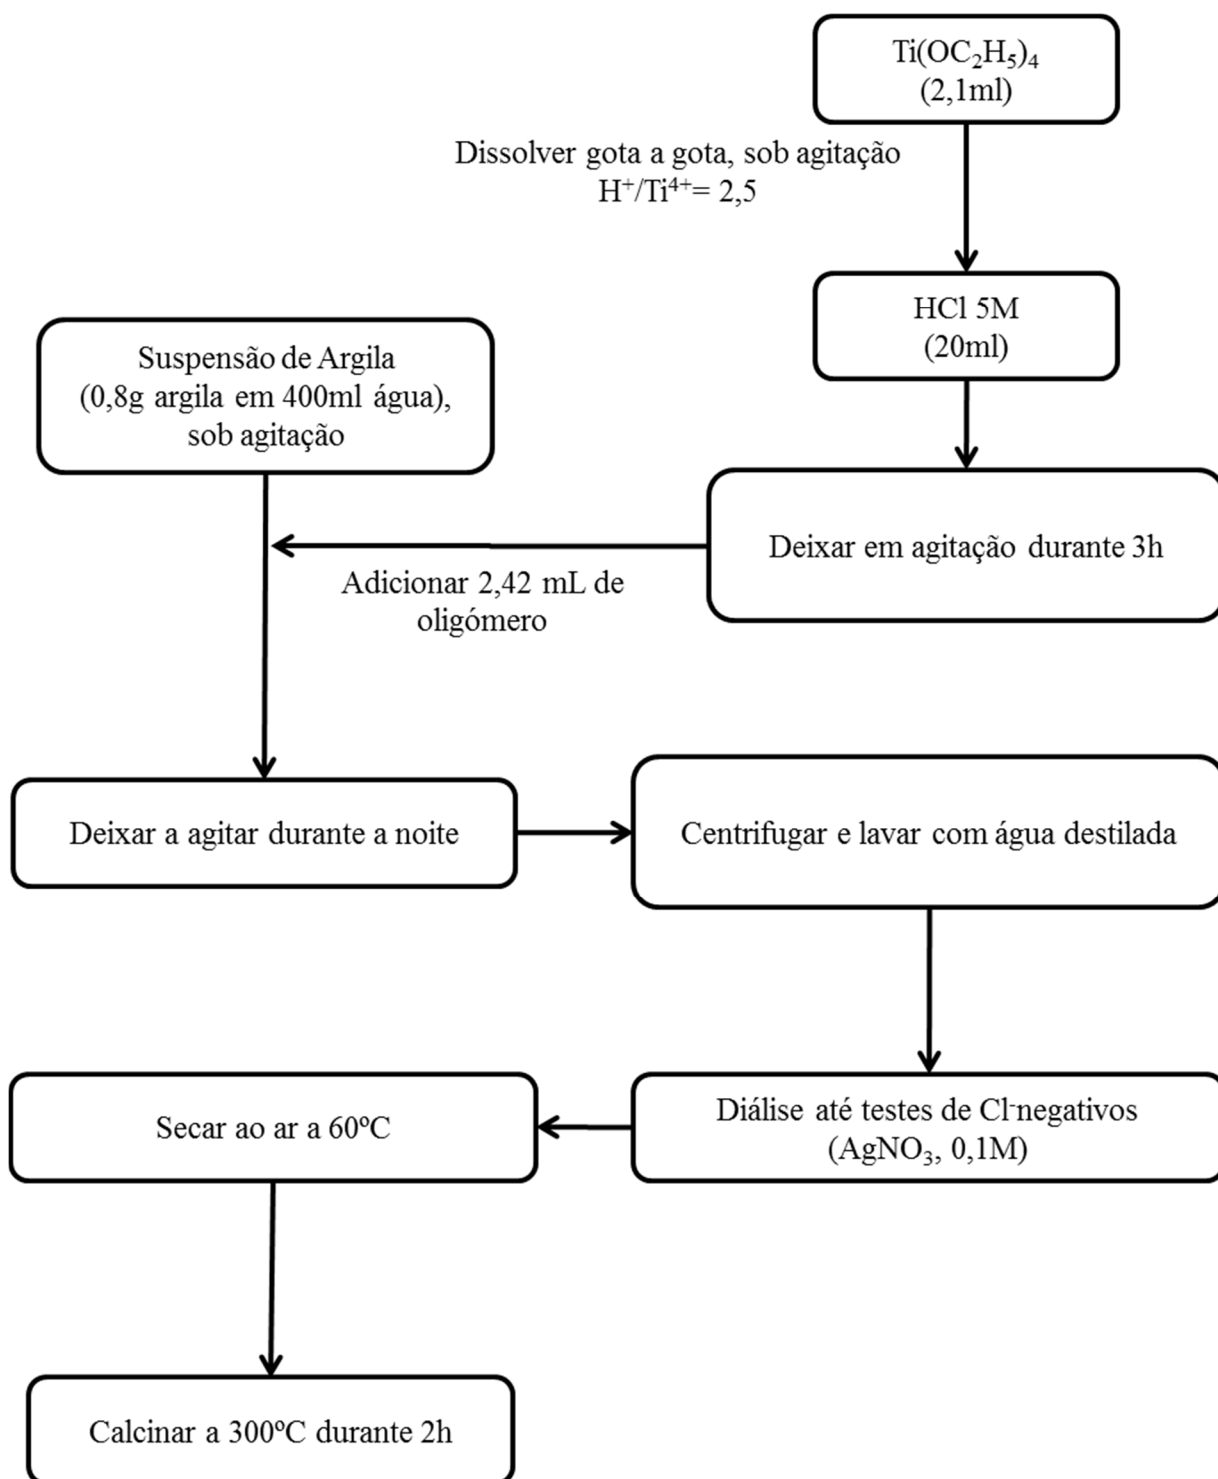 Ti(OC₂H₅)₄
(2,1ml)
Dissolver gota a gota, sob agitação
H⁺/Ti⁴⁺= 2,5
HCl 5M
(20ml)
Suspensão de Argila
(0,8g argila em 400ml água),
sob agitação
Deixar em agitação durante 3h
Adicionar 2,42 mL de
oligómero
Deixar a agitar durante a noite
Centrifugar e lavar com água destilada
Diálise até testes de Cl⁻negativos
(AgNO₃, 0,1M)
Secar ao ar a 60ºC
Calcinar a 300ºC durante 2h